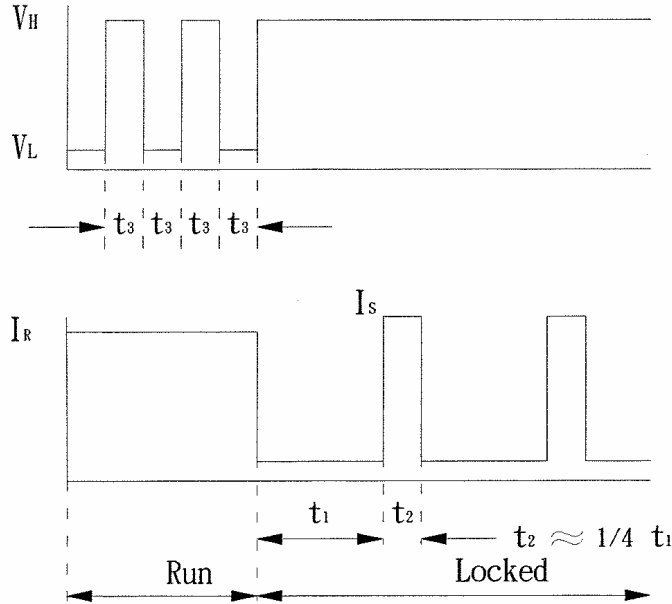 VH
VL
t3 t3 t3 t3
IS
IR
t1 t2 t2 ≈ 1/4 t1
Run Locked